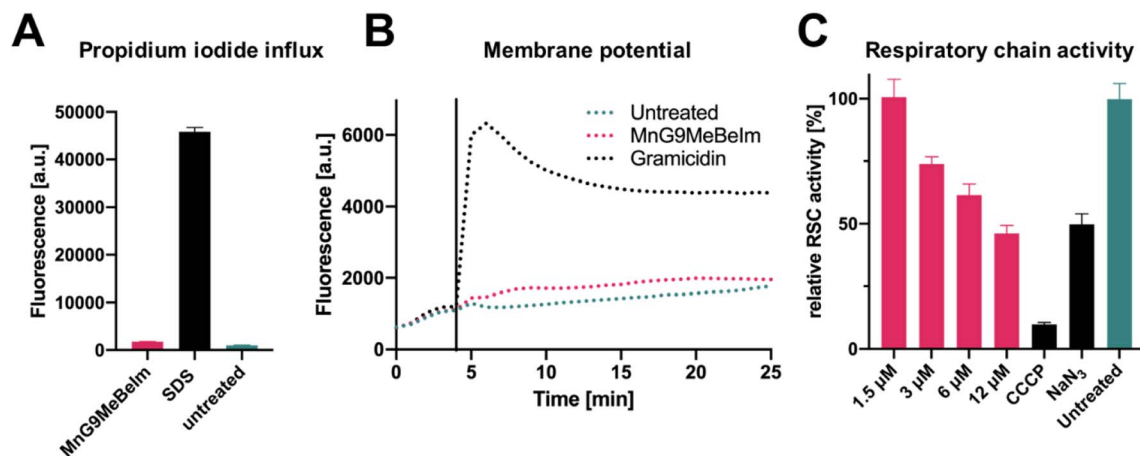 A
Propidium iodide influx
Fluorescence [a.u.]
50000
40000
30000
20000
10000
0
MnG9MeBeIm
SDS
untreated
B
Membrane potential
Fluorescence [a.u.]
6000
4000
2000
0
Untreated
MnG9MeBeIm
Gramicidin
0
5
10
15
20
25
Time [min]
C
Respiratory chain activity
relative RSC activity [%]
100
50
0
1.5 µM
3 µM
6 µM
12 µM
CCCP
NaN₃
Untreated